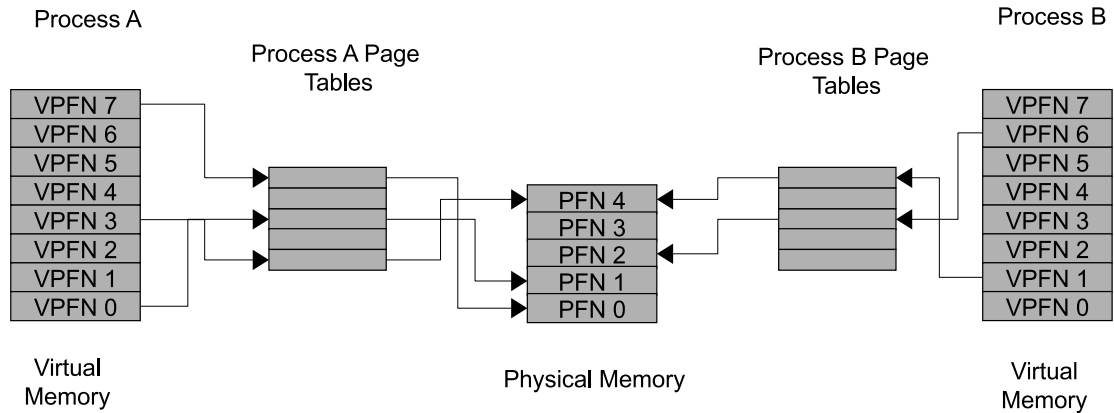 Process A
Process B
Process A Page
Tables
Process B Page
Tables
VPFN 7
VPFN 6
VPFN 5
VPFN 4
VPFN 3
VPFN 2
VPFN 1
VPFN 0
PFN 4
PFN 3
PFN 2
PFN 1
PFN 0
VPFN 7
VPFN 6
VPFN 5
VPFN 4
VPFN 3
VPFN 2
VPFN 1
VPFN 0
Virtual
Memory
Physical Memory
Virtual
Memory